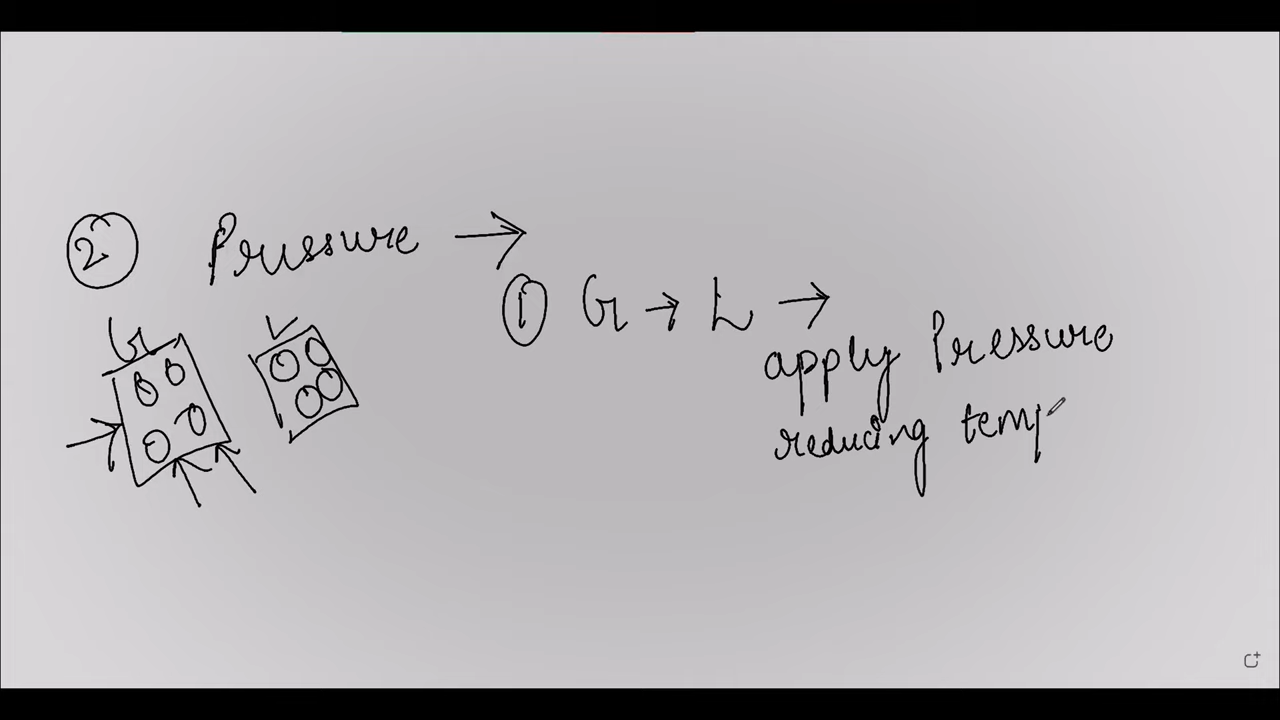 ② Pressure →
① G → L →
G
L
apply Pressure
reducing temp